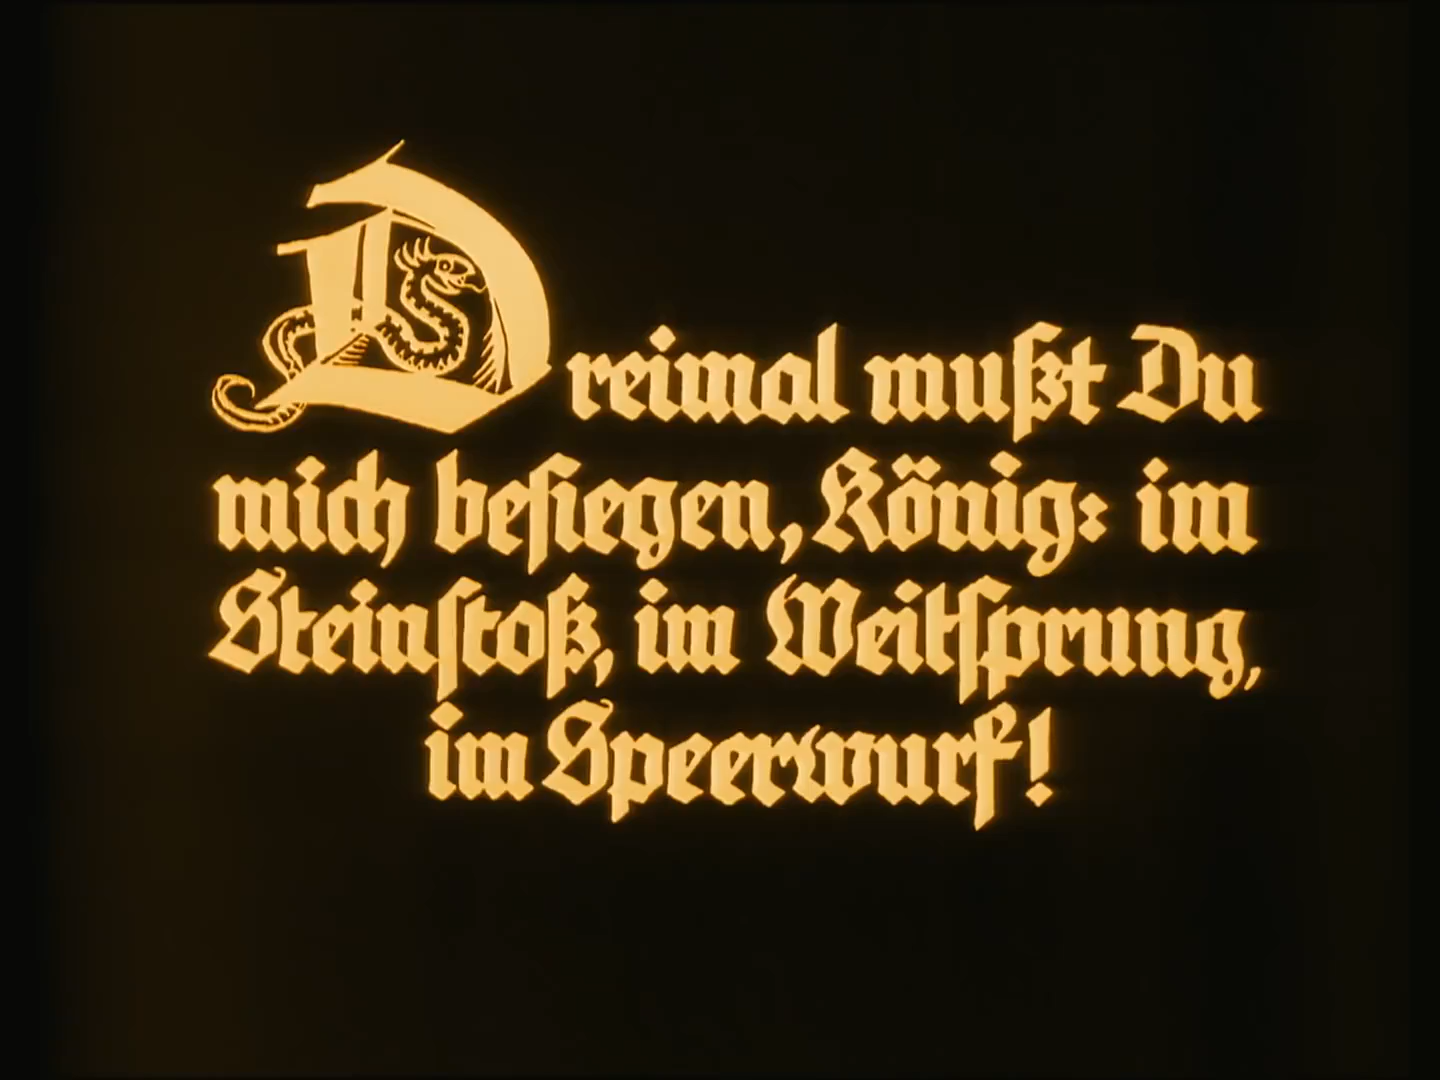 Dreimal mußt Du
mich besiegen, König: im
Steinstoß, im Weitsprung,
im Speerwurf!